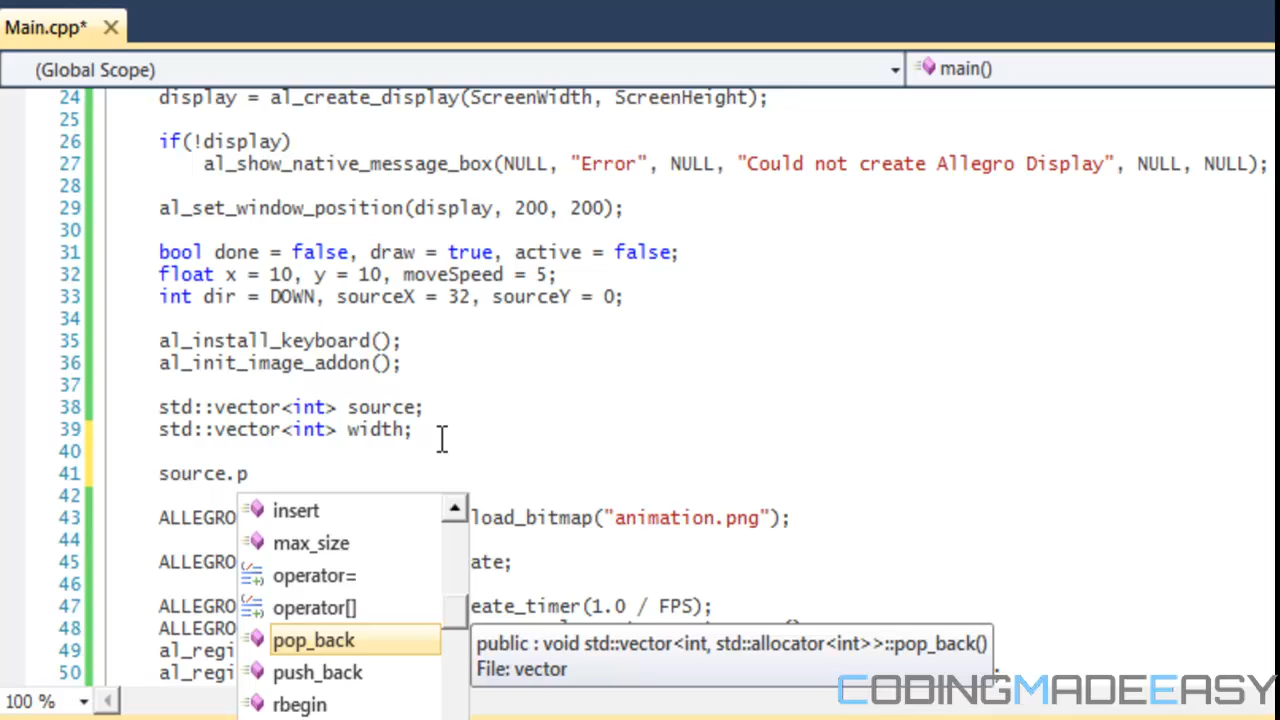 Main.cpp*
(Global Scope) main()
24 display = al_create_display(ScreenWidth, ScreenHeight);
25
26 if(!display)
27 al_show_native_message_box(NULL, "Error", NULL, "Could not create Allegro Display", NULL, NULL);
28
29 al_set_window_position(display, 200, 200);
30
31 bool done = false, draw = true, active = false;
32 float x = 10, y = 10, moveSpeed = 5;
33 int dir = DOWN, sourceX = 32, sourceY = 0;
34
35 al_install_keyboard();
36 al_init_image_addon();
37
38 std::vector<int> source;
39 std::vector<int> width;
40
41 source.p
42
insert
43 ALLEGRO load_bitmap("animation.png");
max_size
44
45 ALLEGRO ate;
operator=
46
47 ALLEGRO eate_timer(1.0 / FPS);
operator[]
48 ALLEGRO
49 al_regi
pop_back
public : void std::vector<int, std::allocator<int>>::pop_back()
File: vector
50 al_regi
push_back
rbegin
100 %
CODINGMADEEASY